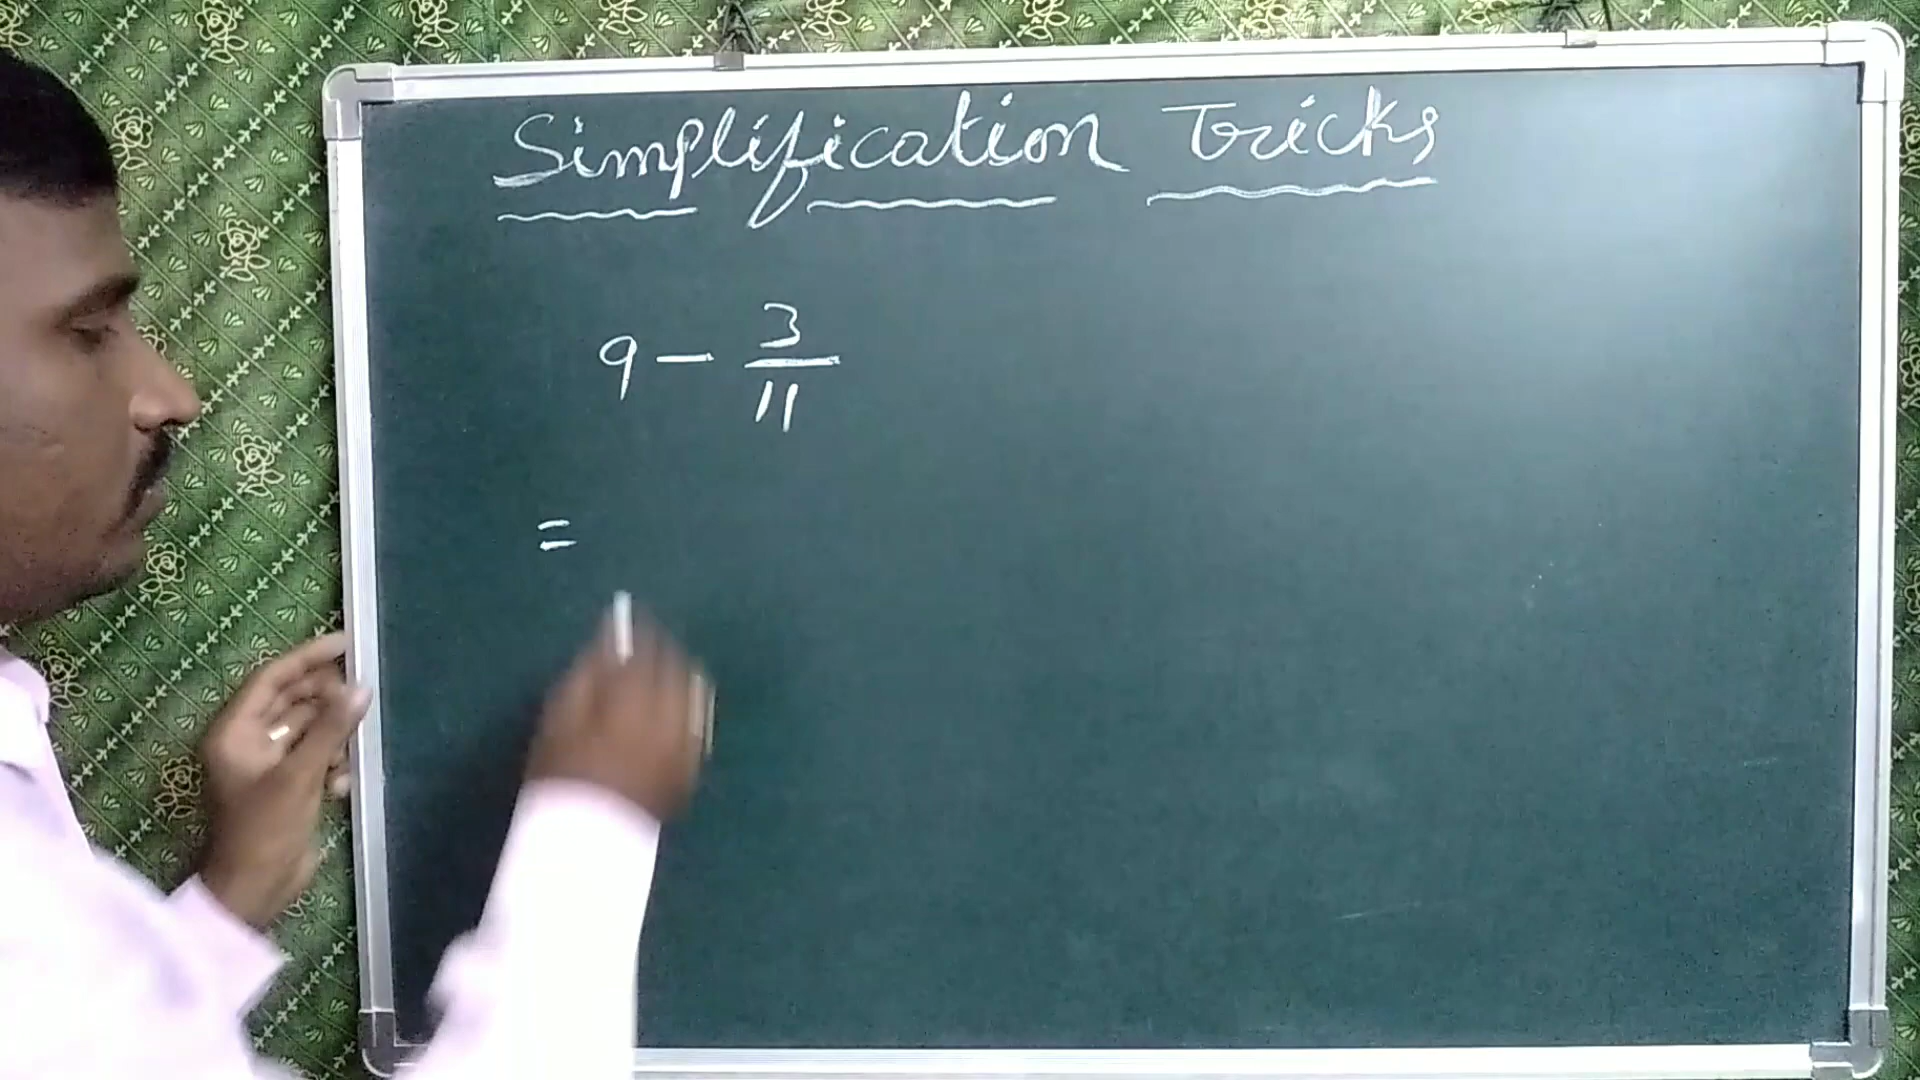 Simplification Tricks
9 - 3/11
=